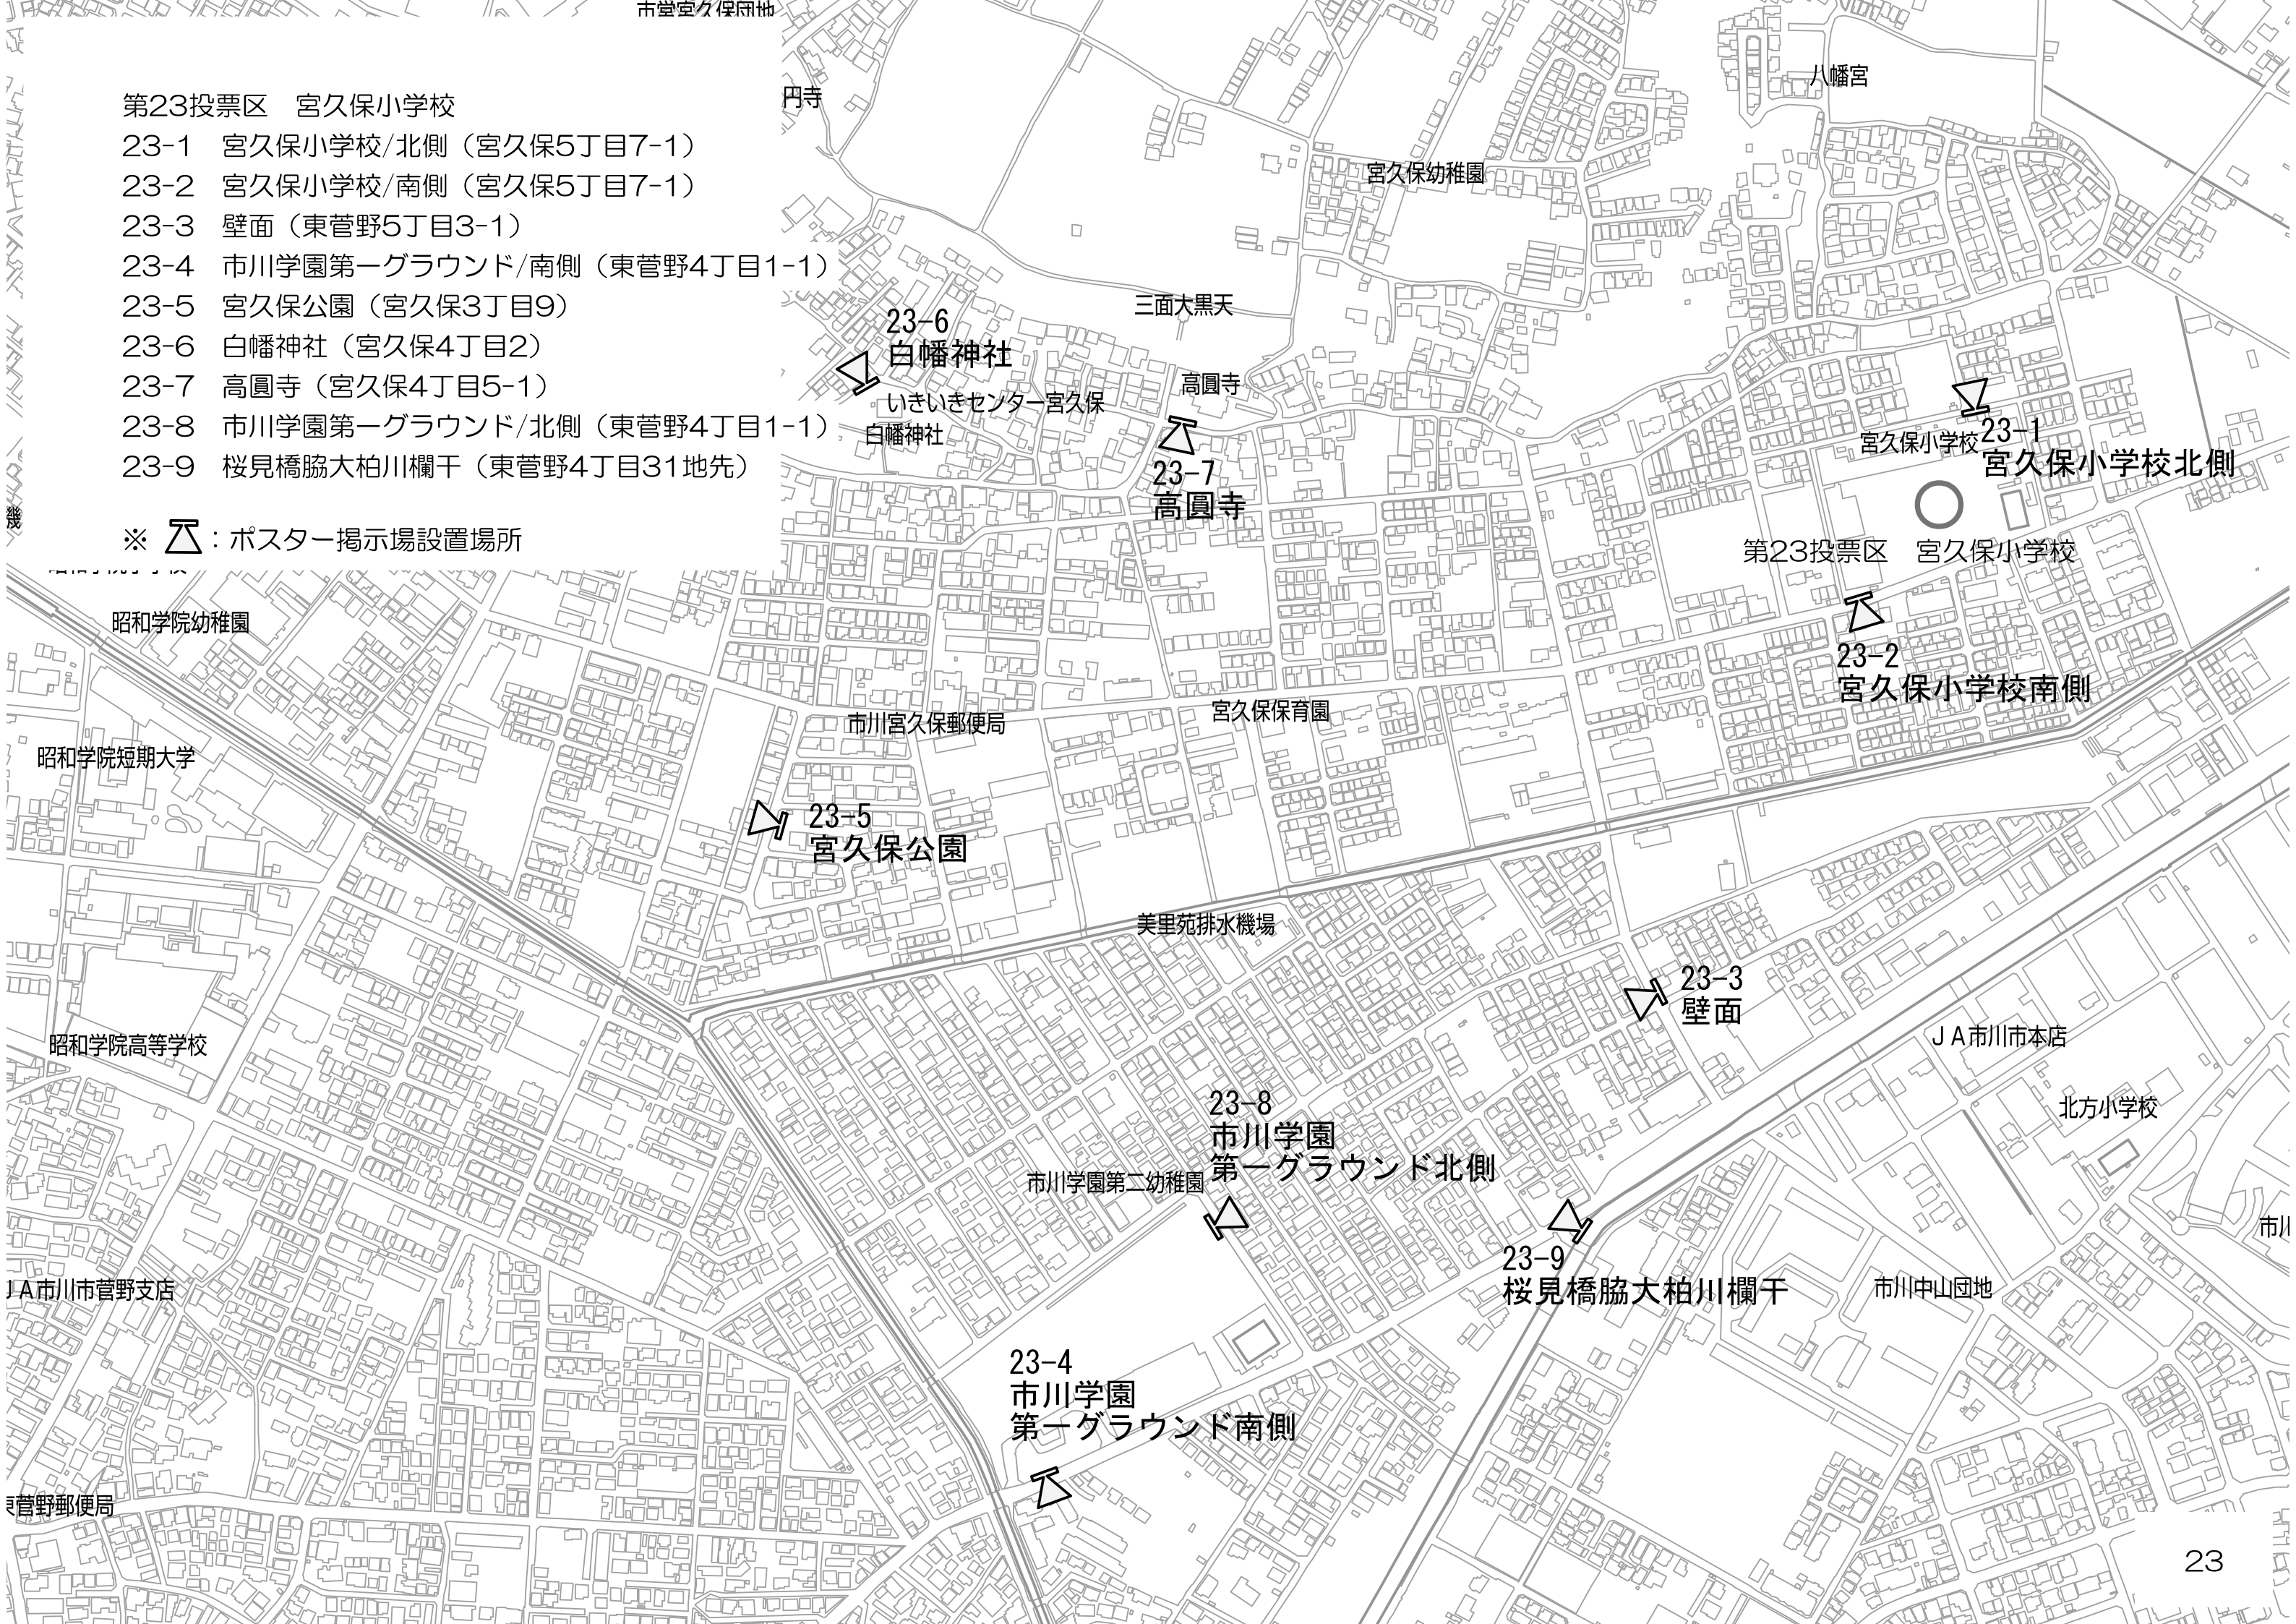 市営宮久保団地
第23投票区　宮久保小学校
23-1　宮久保小学校/北側（宮久保5丁目7-1）
23-2　宮久保小学校/南側（宮久保5丁目7-1）
23-3　壁面（東菅野5丁目3-1）
23-4　市川学園第一グラウンド/南側（東菅野4丁目1-1）
23-5　宮久保公園（宮久保3丁目9）
23-6　白幡神社（宮久保4丁目2）
23-7　高圓寺（宮久保4丁目5-1）
23-8　市川学園第一グラウンド/北側（東菅野4丁目1-1）
23-9　桜見橋脇大柏川欄干（東菅野4丁目31地先）
※　：ポスター掲示場設置場所
円寺
八幡宮
宮久保幼稚園
三面大黒天
23-6
白幡神社
いきいきセンター宮久保
白幡神社
高圓寺
23-7
高圓寺
宮久保小学校
23-1
宮久保小学校北側
第23投票区　宮久保小学校
23-2
宮久保小学校南側
昭和学院幼稚園
昭和学院短期大学
市川宮久保郵便局
宮久保保育園
23-5
宮久保公園
美里苑排水機場
23-3
壁面
昭和学院高等学校
ＪＡ市川市本店
北方小学校
23-8
市川学園
第一グラウンド北側
市川学園第二幼稚園
23-9
桜見橋脇大柏川欄干
市川中山団地
市川
ＪＡ市川市菅野支店
23-4
市川学園
第一グラウンド南側
東菅野郵便局
23